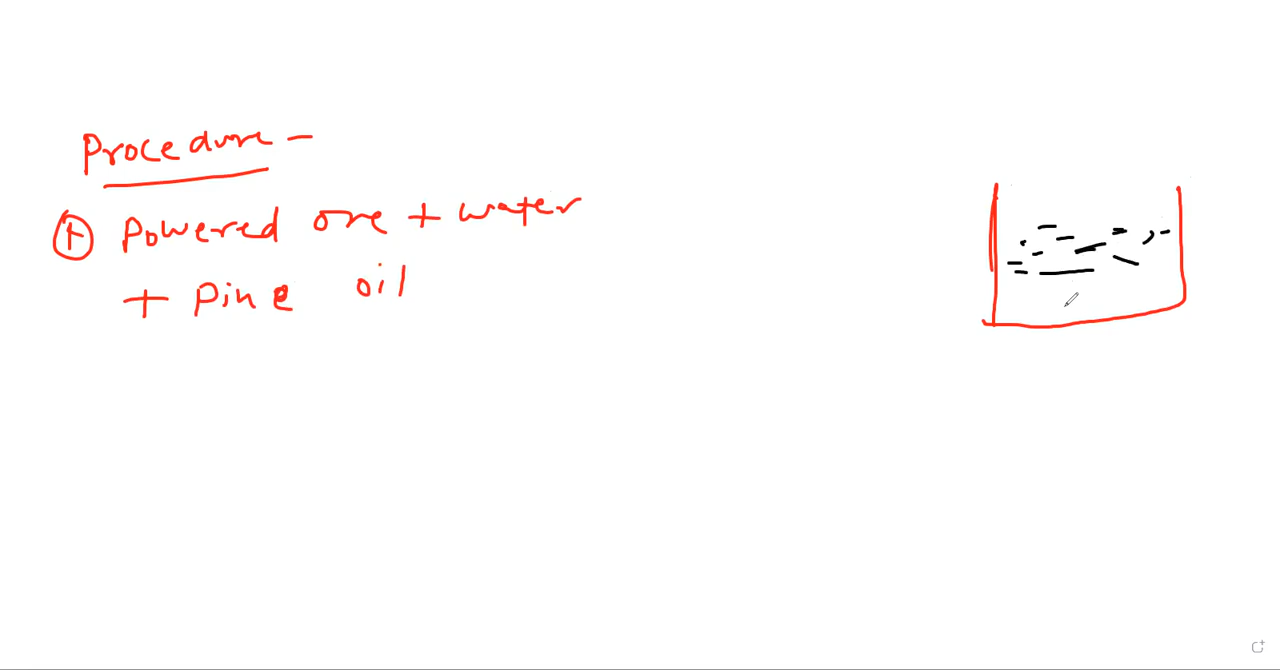 Procedure -
① Powered ore + water
+ Pine oil